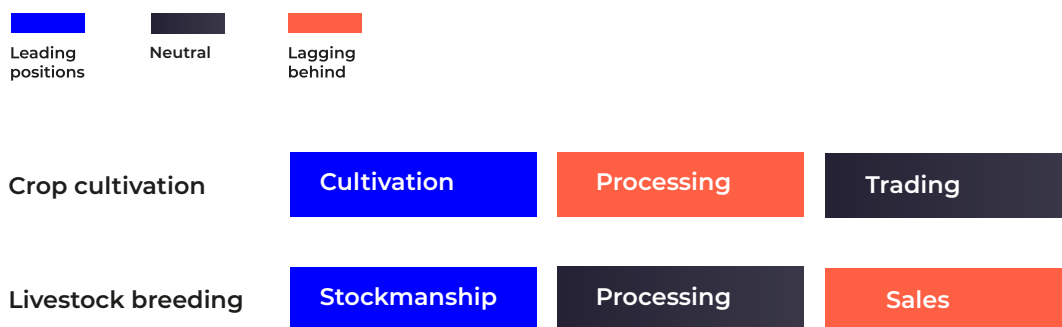 Leading
positions
Neutral
Lagging
behind
Crop cultivation
Cultivation
Processing
Trading
Livestock breeding
Stockmanship
Processing
Sales